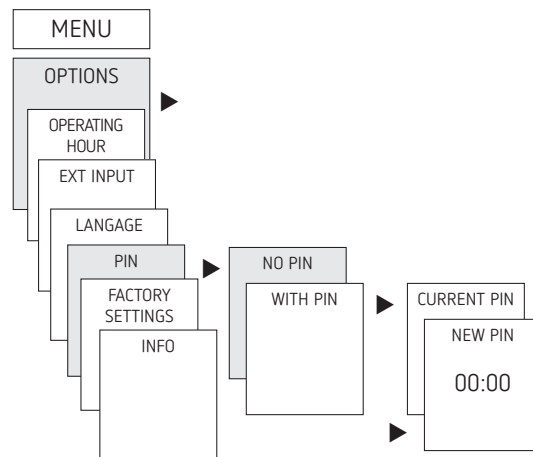 MENU
OPTIONS
OPERATING
HOUR
EXT INPUT
LANGAGE
PIN
FACTORY
SETTINGS
INFO
NO PIN
WITH PIN
CURRENT PIN
NEW PIN
00:00